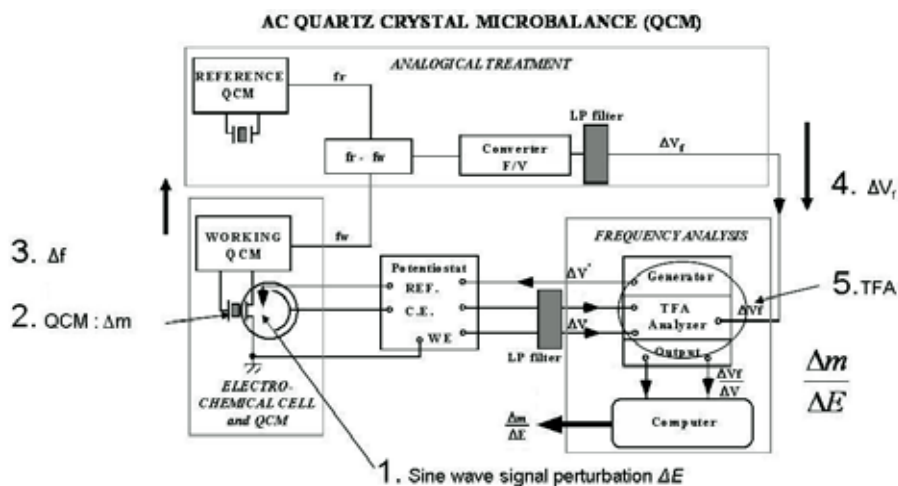 AC QUARTZ CRYSTAL MICROBALANCE (QCM)
ANALOGICAL TREATMENT
REFERENCE
QCM
fr
LP filter
fr - fw
Converter
F/V
ΔVf
4. ΔVr
3. Δf
WORKING
QCM
fw
FREQUENCY ANALYSIS
Potentiostat
REF.
C.E.
WE
ΔV*
ΔV
LP filter
Generator
TFA
Analyzer
Output
ΔVf
5.TFA
2. QCM : Δm
ELECTRO-
CHEMICAL CELL
and QCM
ΔVf
ΔV
Δm
ΔE
Computer
Δm
ΔE
1. Sine wave signal perturbation ΔE